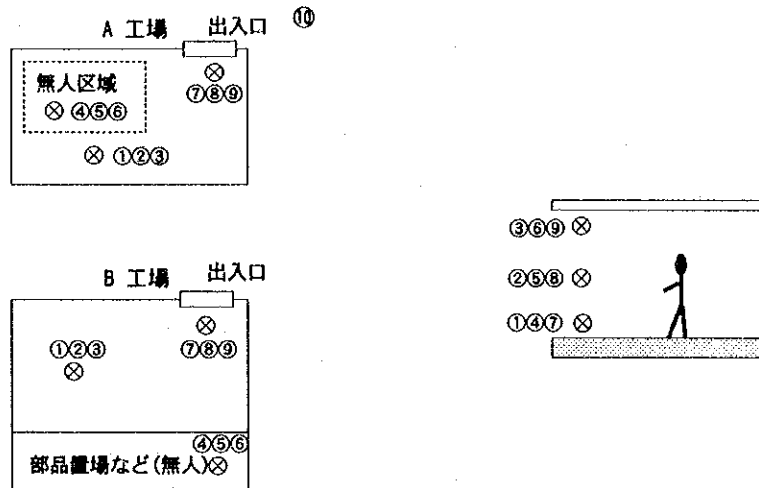 A 工場 出入口 ⑩
無人区域
④⑤⑥
⑦⑧⑨
①②③
③⑥⑨
②⑤⑧
①④⑦
B 工場 出入口
①②③
⑦⑧⑨
④⑤⑥
部品置場など(無人)